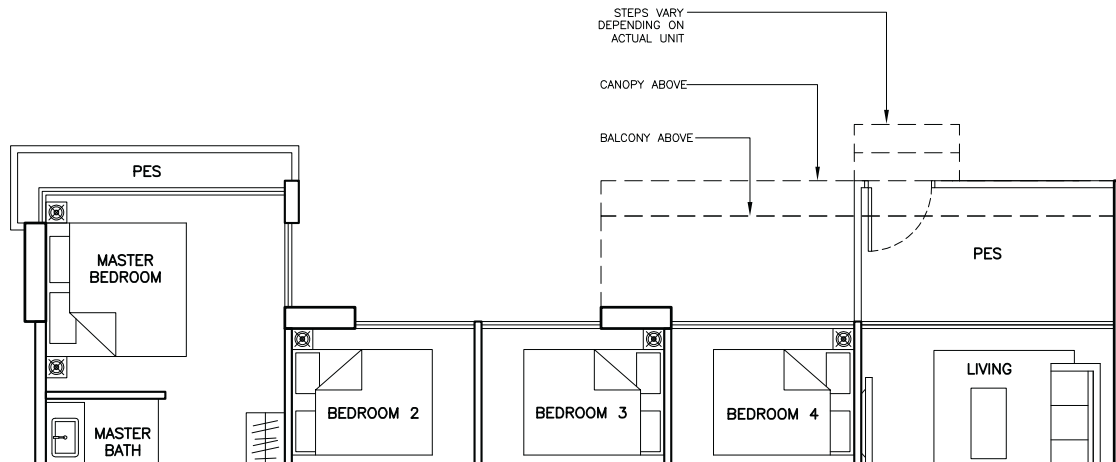 STEPS VARY
DEPENDING ON
ACTUAL UNIT
CANOPY ABOVE
BALCONY ABOVE
PES
PES
MASTER
BEDROOM
LIVING
BEDROOM 2
BEDROOM 3
BEDROOM 4
MASTER
BATH